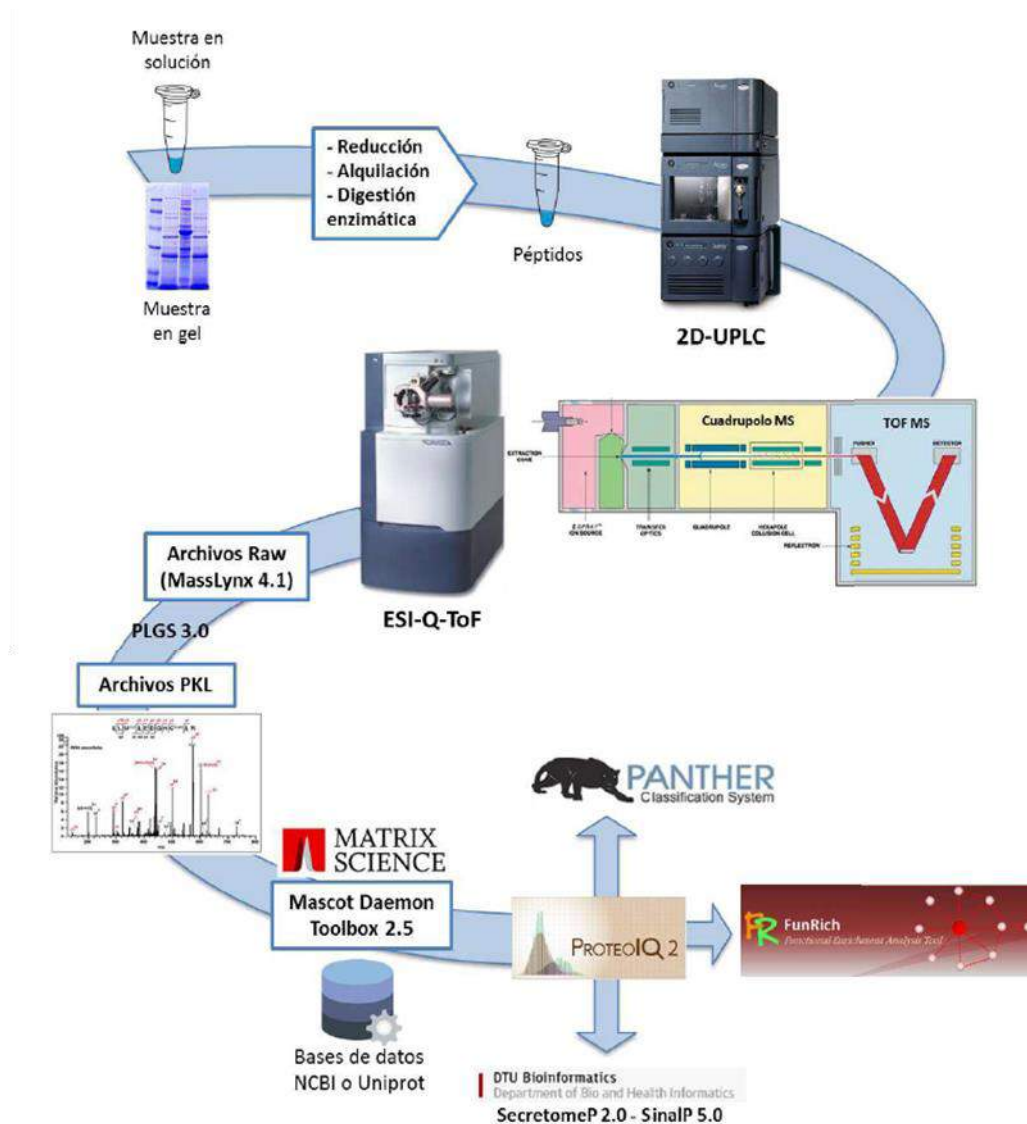 Muestra en
solución
- Reducción
- Alquilación
- Digestión
enzimática
Péptidos
Muestra
en gel
2D-UPLC
Cuadrupolo MS
TOF MS
PUSHER
DETECTOR
EXTRACTION
CONE
ION SOURCE
TRANSFER
OPTICS
QUADRUPOLE
HEXAPOLE
COLLISION CELL
REFLECTRON
Archivos Raw
(MassLynx 4.1)
ESI-Q-ToF
PLGS 3.0
Archivos PKL
PANTHER
Classification System
MATRIX
SCIENCE
Mascot Daemon
Toolbox 2.5
PROTEOIQ 2
FR FunRich
Functional Enrichment Analysis Tool
Bases de datos
NCBI o Uniprot
DTU Bioinformatics
Department of Bio and Health Informatics
SecretomeP 2.0 - SinalP 5.0